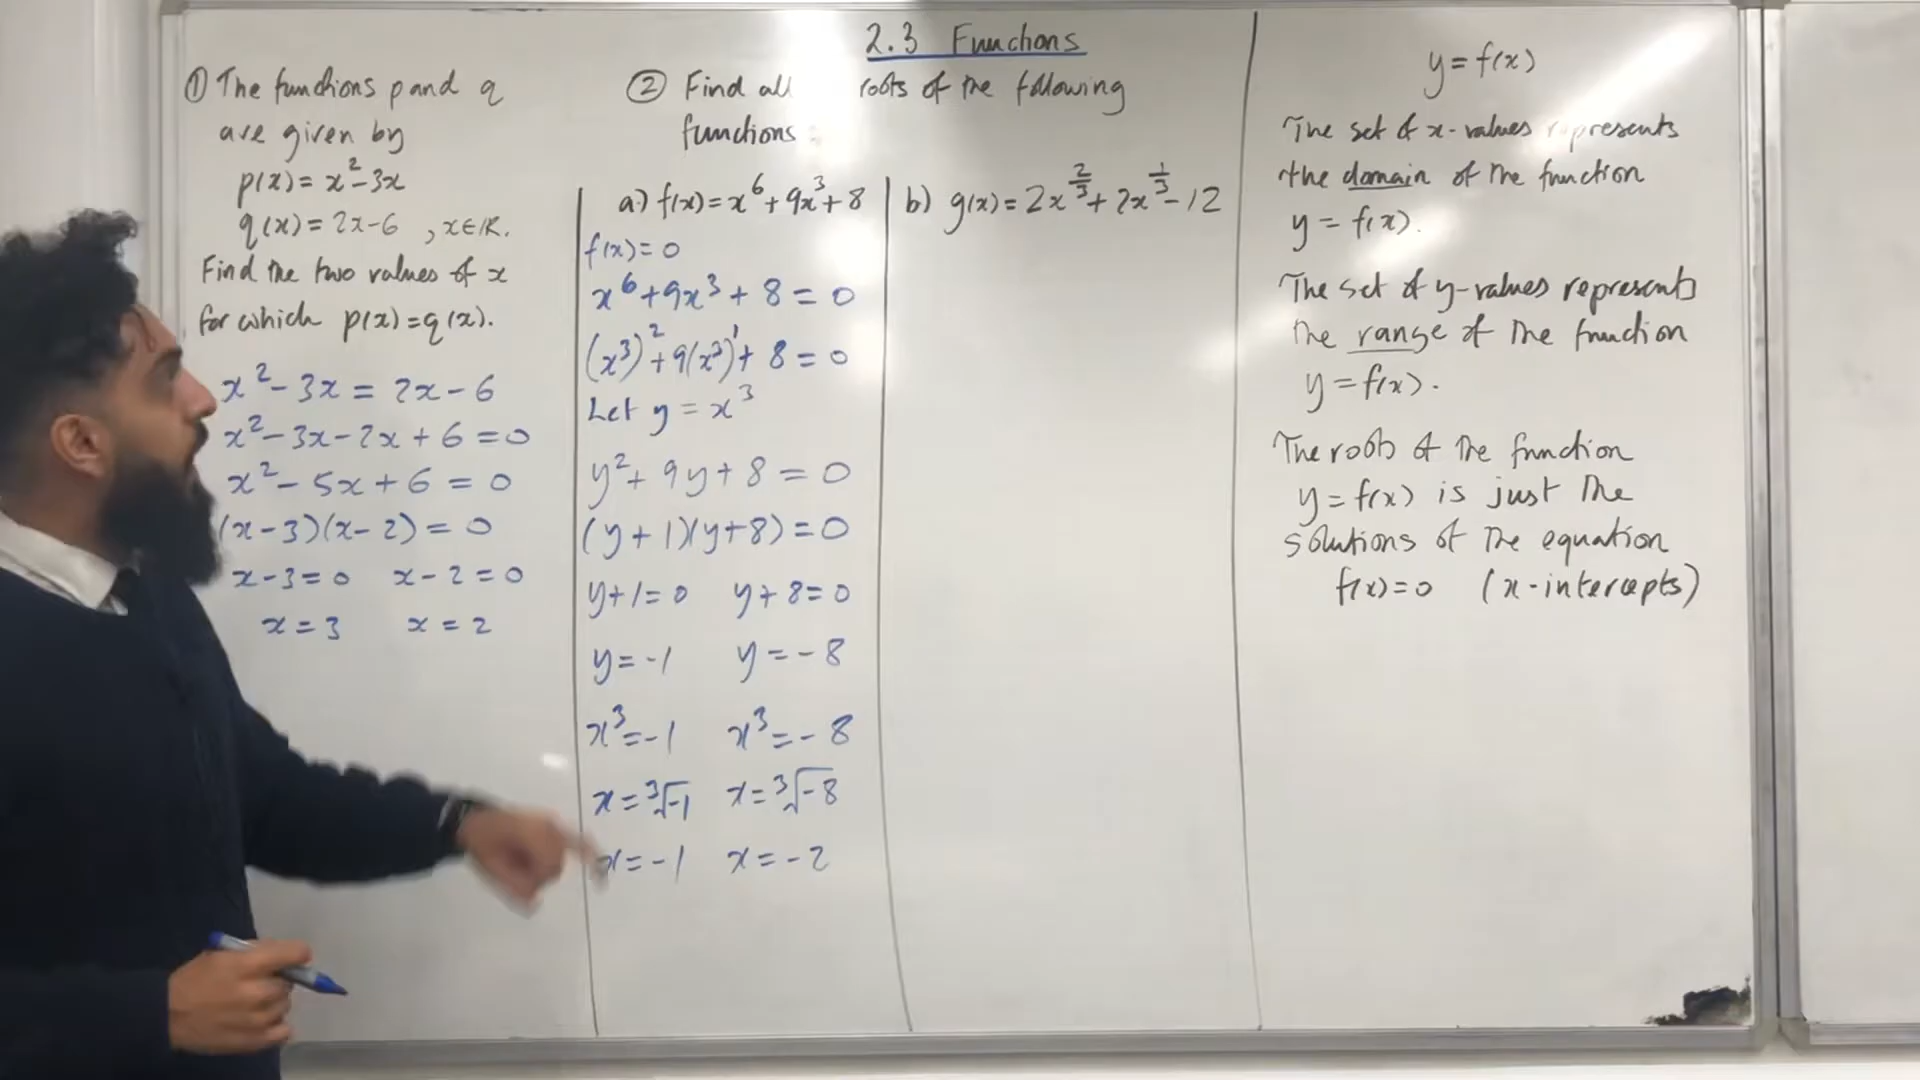 2.3 Functions
① The functions p and q
are given by
p(x) = x² - 3x
q(x) = 2x - 6 , x∈ℝ.
Find the two values of x
for which p(x) = q(x).
x² - 3x = 2x - 6
x² - 3x - 2x + 6 = 0
x² - 5x + 6 = 0
(x - 3)(x - 2) = 0
x - 3 = 0 x - 2 = 0
x = 3 x = 2
② Find all roots of the following
functions :
a.) f(x) = x⁶ + 9x³ + 8
f(x) = 0
x⁶ + 9x³ + 8 = 0
(x³)² + 9(x³)¹ + 8 = 0
Let y = x³
y² + 9y + 8 = 0
(y + 1)(y + 8) = 0
y + 1 = 0 y + 8 = 0
y = -1 y = -8
x³ = -1 x³ = -8
x = ³√-1 x = ³√-8
x = -1 x = -2
b) g(x) = 2x^(2/3) + 2x^(1/3) - 12
y = f(x)
The set of x-values represents
the domain of the function
y = f(x).
The set of y-values represents
the range of the function
y = f(x).
The roots of the function
y = f(x) is just the
solutions of the equation
f(x) = 0 (x-intercepts)